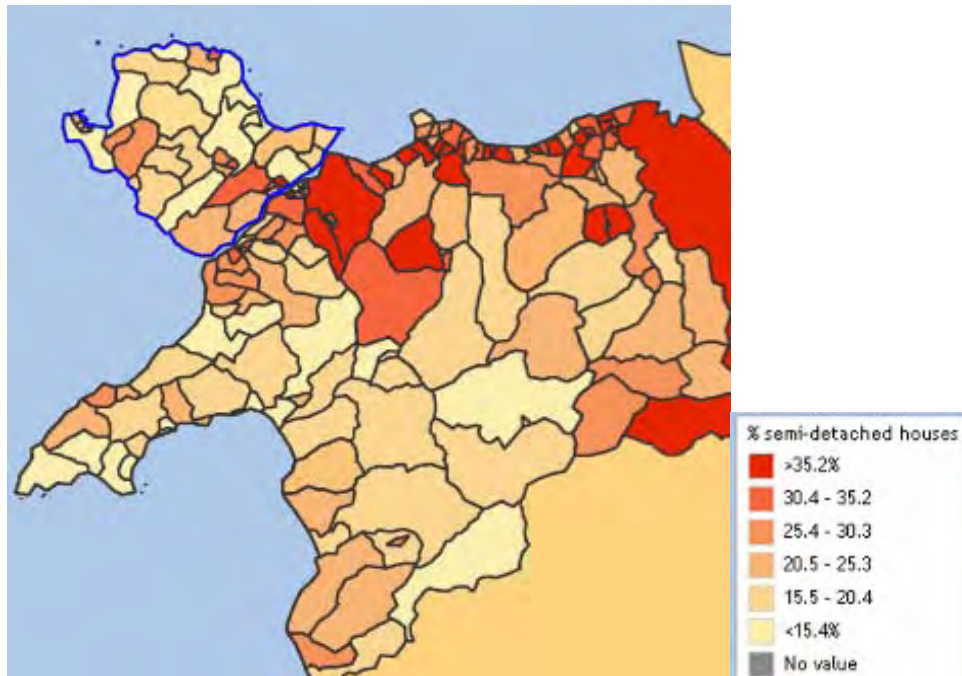 % semi-detached houses
>35.2%
30.4 - 35.2
25.4 - 30.3
20.5 - 25.3
15.5 - 20.4
<15.4%
No value